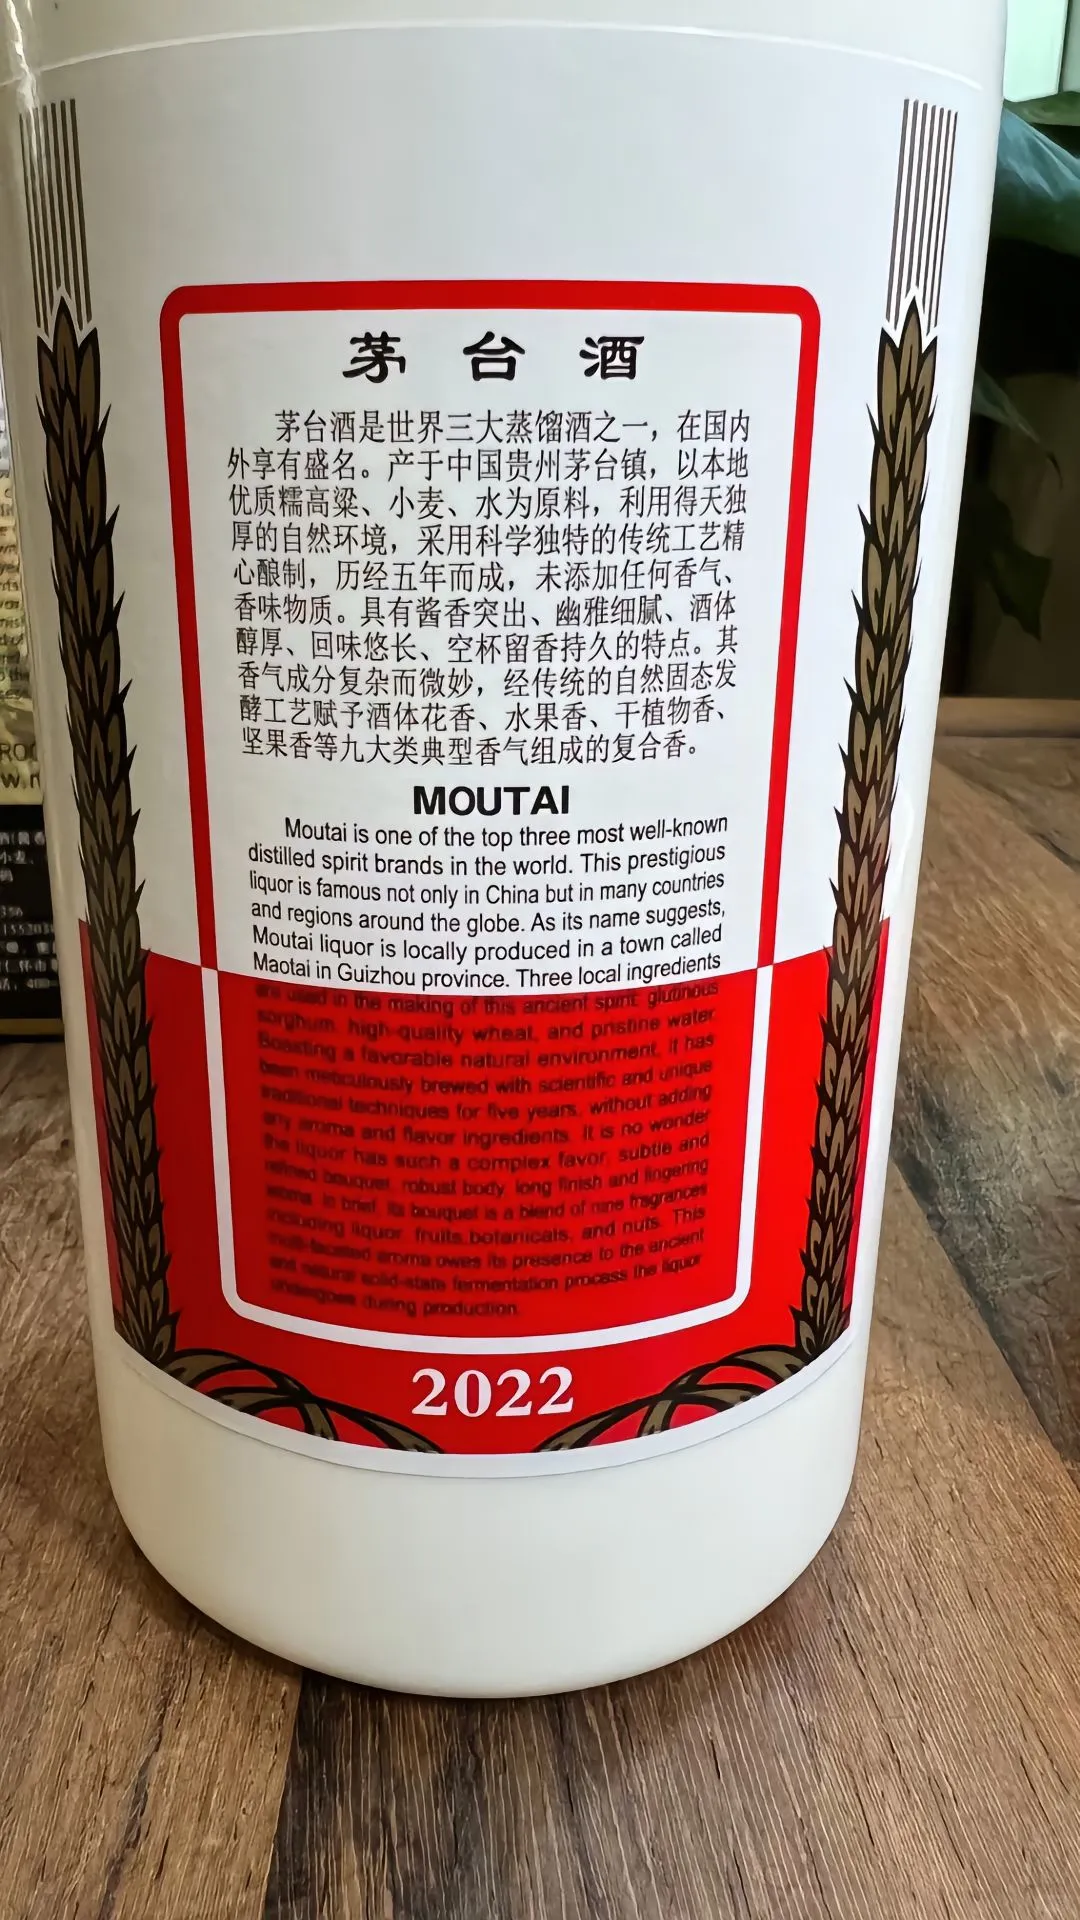 茅台酒
茅台酒是世界三大蒸馏酒之一，在国内
外享有盛名。产于中国贵州茅台镇，以本地
优质糯高粱、小麦、水为原料，利用得天独
厚的自然环境，采用科学独特的传统工艺精
心酿制，历经五年而成，未添加任何香气、
香味物质。具有酱香突出、幽雅细腻、酒体
醇厚、回味悠长、空杯留香持久的特点。其
香气成分复杂而微妙，经传统的自然固态发
酵工艺赋予酒体花香、水果香、干植物香、
坚果香等九大类典型香气组成的复合香。
MOUTAI
Moutai is one of the top three most well-known
distilled spirit brands in the world. This prestigious
liquor is famous not only in China but in many countries
and regions around the globe. As its name suggests,
Moutai liquor is locally produced in a town called
Maotai in Guizhou province. Three local ingredients
are used in the making of this ancient spirit: glutinous
sorghum, high-quality wheat, and pristine water.
Boasting a favorable natural environment, it has
been meticulously brewed with scientific and unique
traditional techniques for five years, without adding
any aroma and flavor ingredients. It is no wonder
the liquor has such a complex favor, subtle and
refined bouquet, robust body, long finish and lingering
aroma. In brief, its bouquet is a blend of nine fragrances
including liquor, fruits, botanicals, and nuts. This
multi-faceted aroma owes its presence to the ancient
and natural solid-state fermentation process the liquor
undergoes during production.
2022